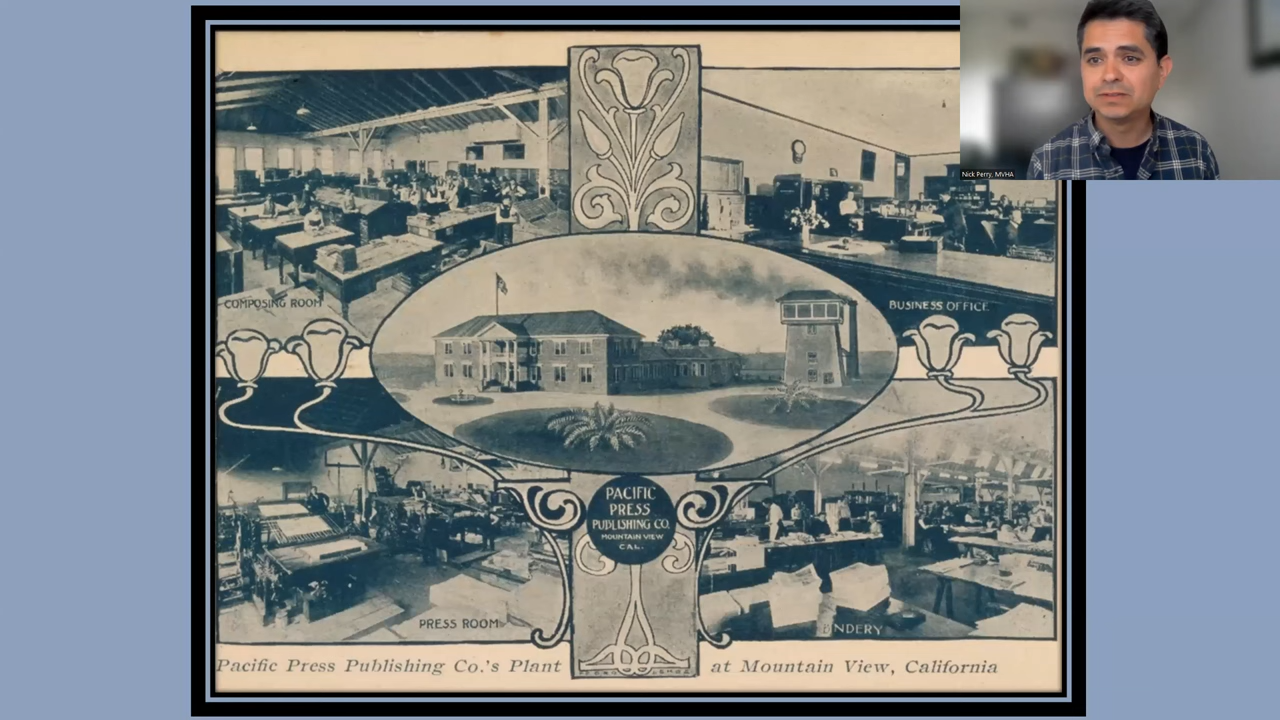 Nick Perry, MVHA
COMPOSING ROOM
BUSINESS OFFICE
PACIFIC
PRESS
PUBLISHING CO.
MOUNTAIN VIEW
CAL.
PRESS ROOM
BINDERY
Pacific Press Publishing Co.'s Plant at Mountain View, California